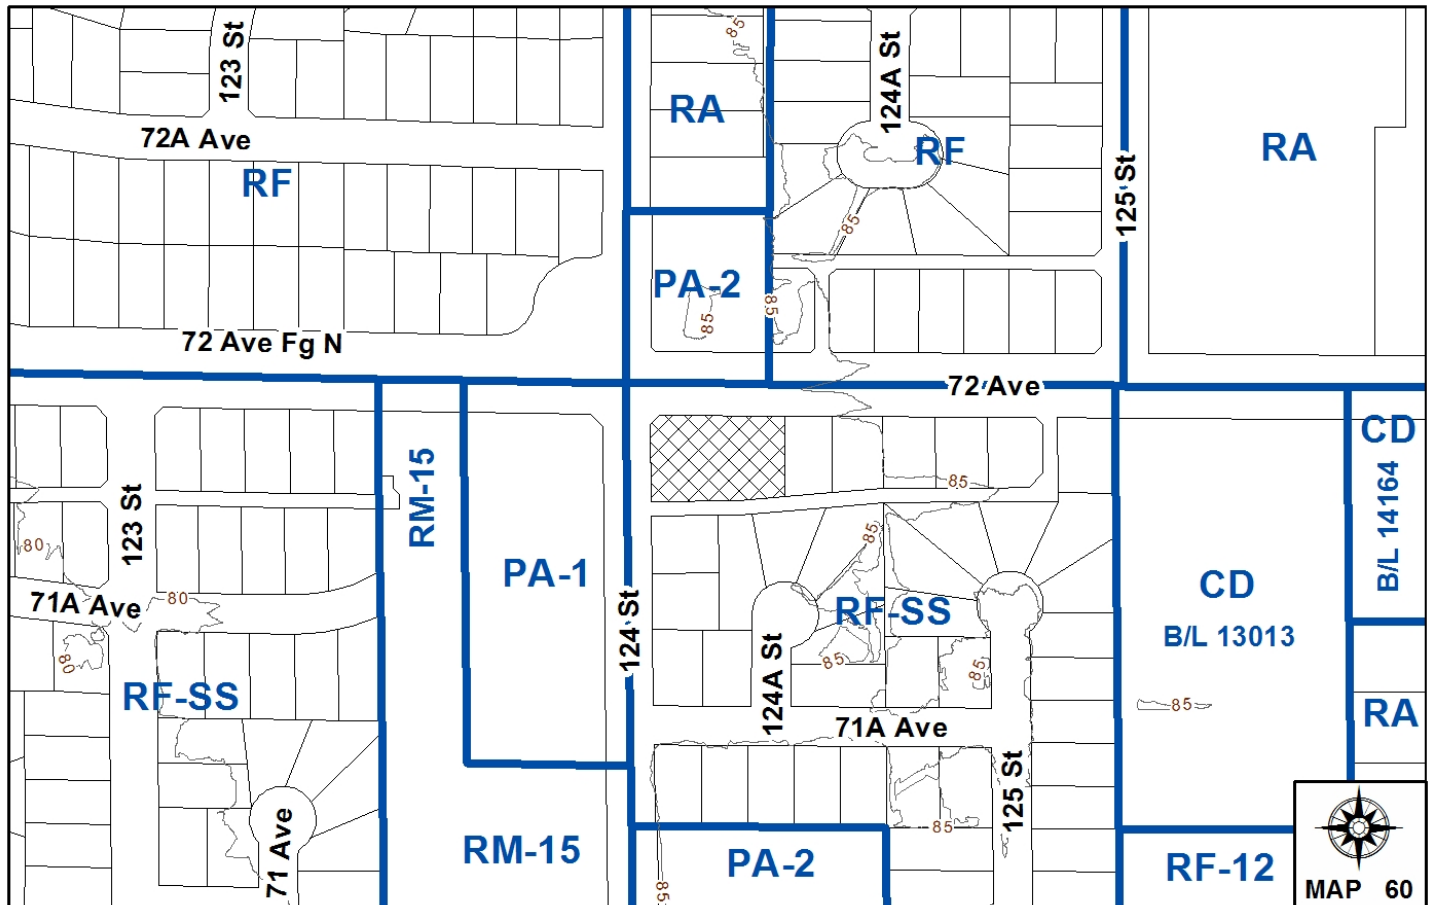 123 St
85
124A St
RA
72A Ave
RF
RA
RF
125 St
85
PA-2
85
85
72 Ave Fg N
72 Ave
CD
B/L 14164
RM-15
123 St
85
80
85
PA-1
CD
71A Ave
80
124 St
RF-SS
B/L 13013
80
85
85
RF-SS
124A St
85
RA
71A Ave
125 St
71 Ave
85
RM-15
PA-2
RF-12
85
MAP 60